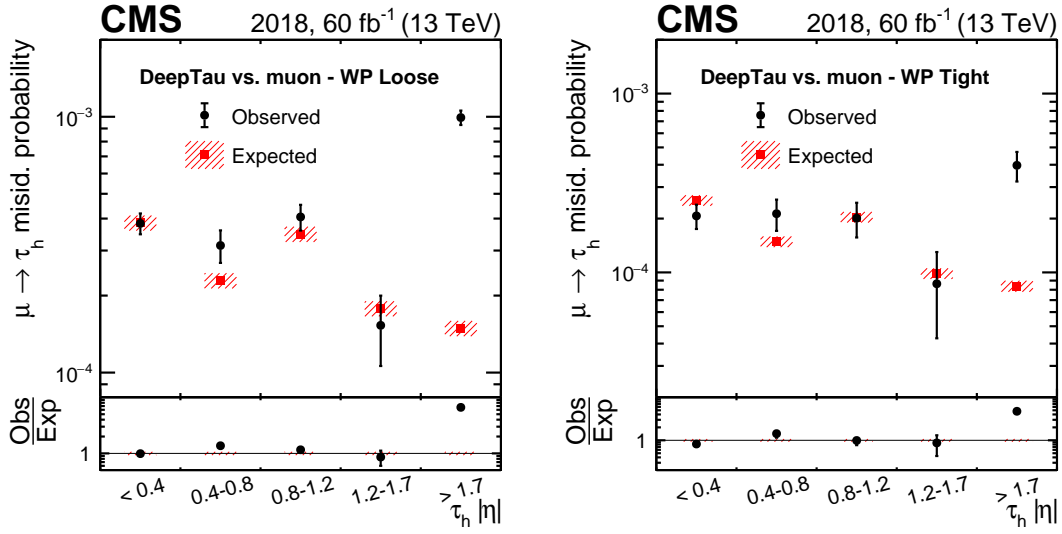 CMS 2018, 60 fb⁻¹ (13 TeV)
DeepTau vs. muon - WP Loose
Observed
Expected
μ → τ_h misid. probability
10⁻³
10⁻⁴
Obs
Exp
1
< 0.4
0.4-0.8
0.8-1.2
1.2-1.7
> 1.7
τ_h |η|
CMS 2018, 60 fb⁻¹ (13 TeV)
DeepTau vs. muon - WP Tight
Observed
Expected
μ → τ_h misid. probability
10⁻³
10⁻⁴
Obs
Exp
1
< 0.4
0.4-0.8
0.8-1.2
1.2-1.7
> 1.7
τ_h |η|